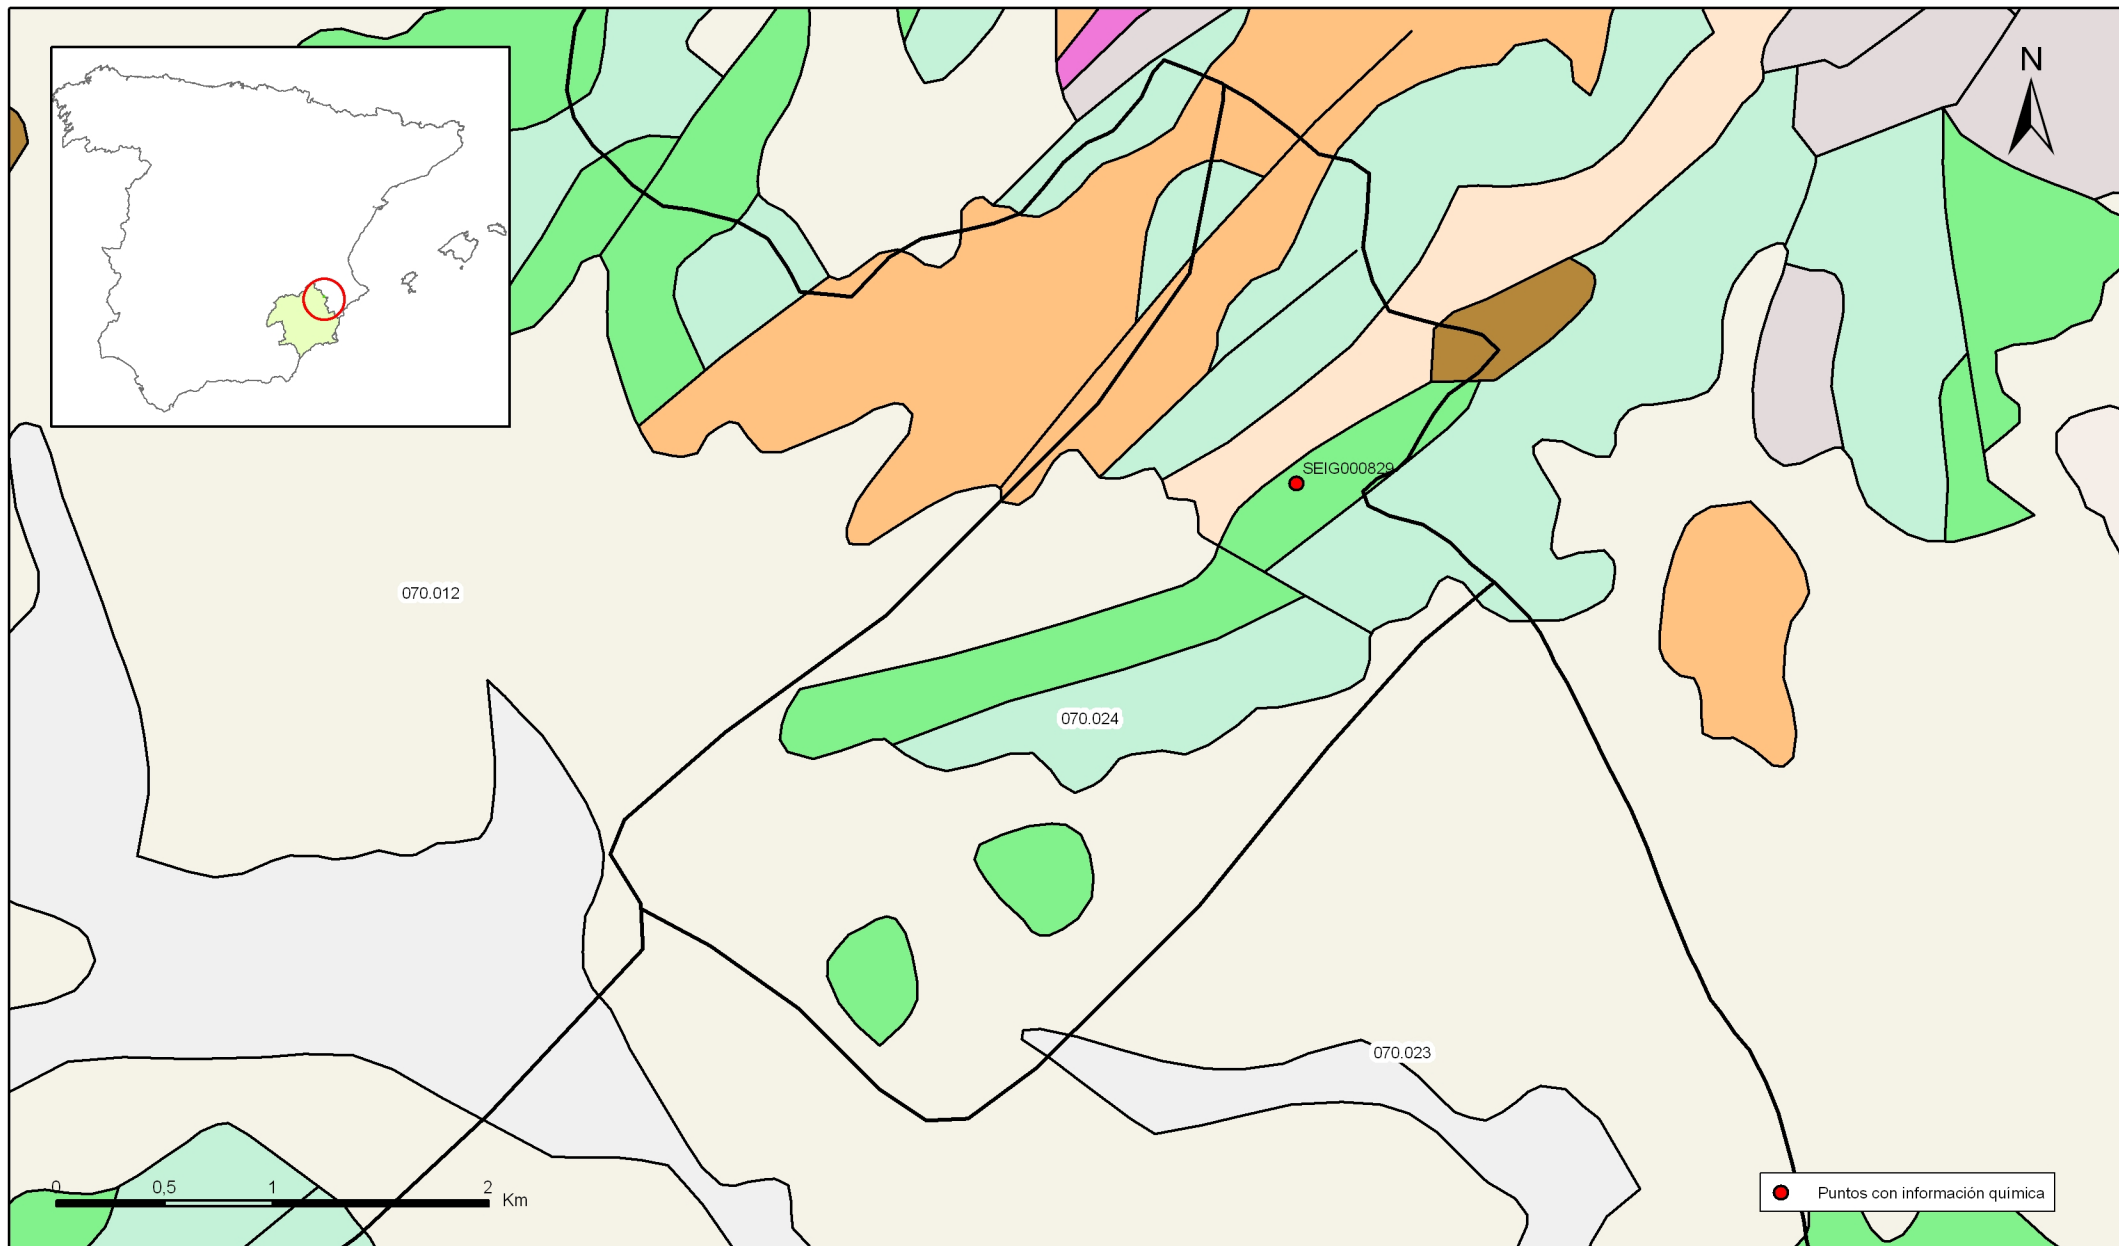 N
SEIG000829
070.012
070.024
070.023
0 0,5 1 2 Km
Puntos con información química